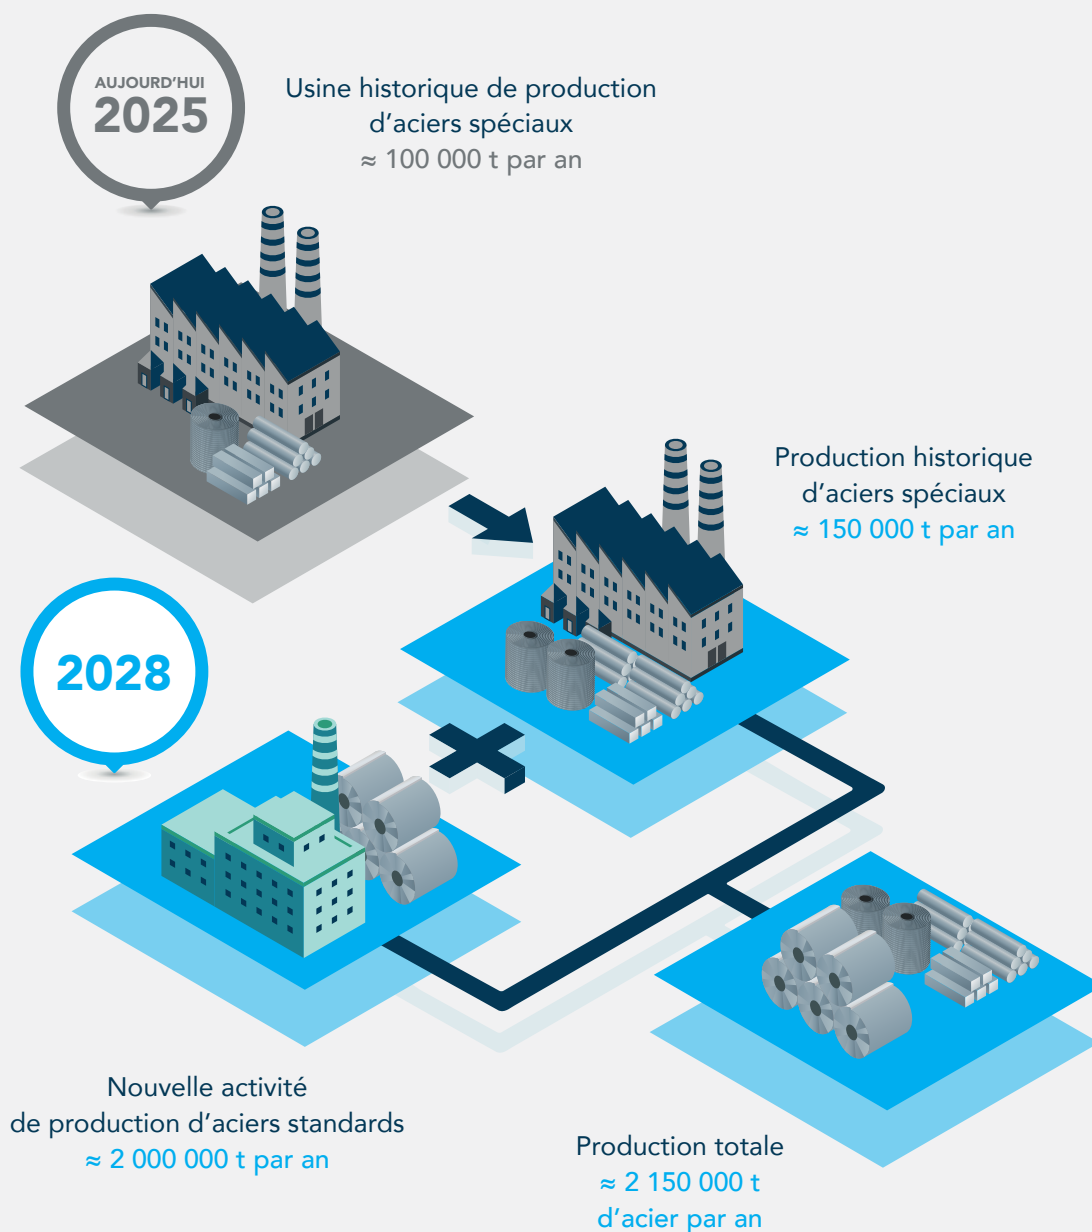 AUJOURD'HUI
2025
Usine historique de production
d'aciers spéciaux
≈ 100 000 t par an
Production historique
d'aciers spéciaux
≈ 150 000 t par an
2028
Nouvelle activité
de production d'aciers standards
≈ 2 000 000 t par an
Production totale
≈ 2 150 000 t
d'acier par an